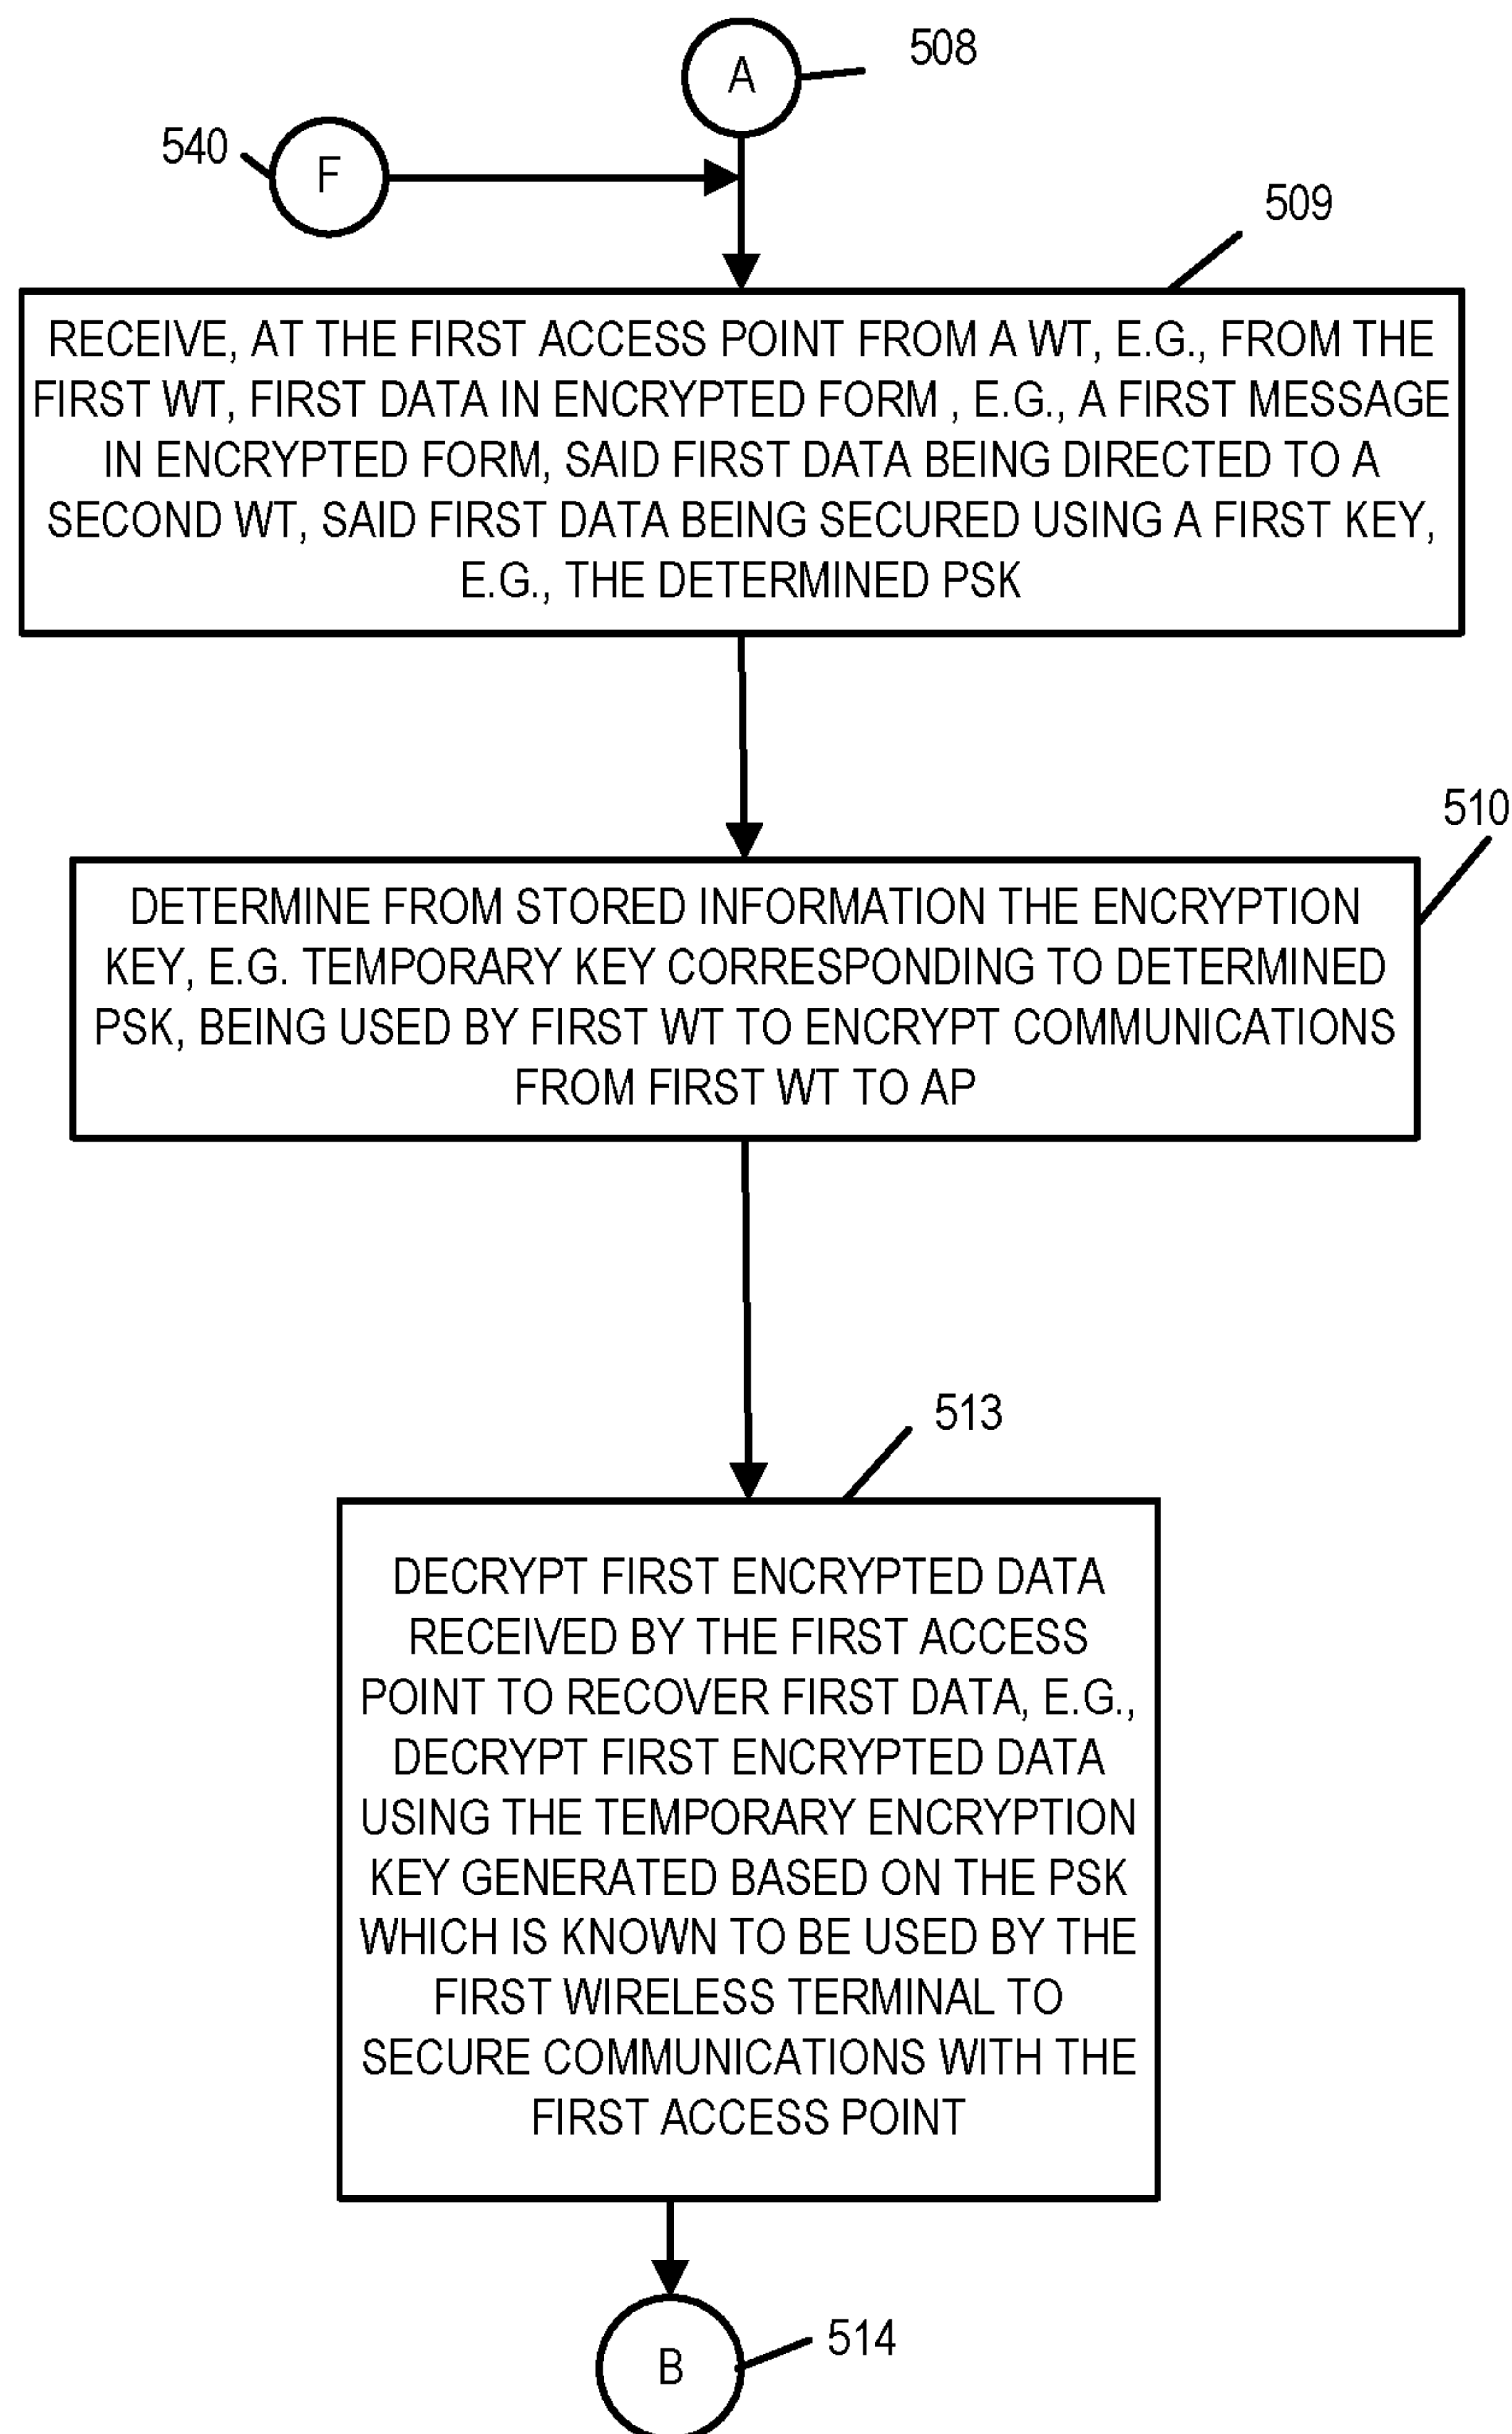 A
508
540
F
509
RECEIVE, AT THE FIRST ACCESS POINT FROM A WT, E.G., FROM THE
FIRST WT, FIRST DATA IN ENCRYPTED FORM , E.G., A FIRST MESSAGE
IN ENCRYPTED FORM, SAID FIRST DATA BEING DIRECTED TO A
SECOND WT, SAID FIRST DATA BEING SECURED USING A FIRST KEY,
E.G., THE DETERMINED PSK
510
DETERMINE FROM STORED INFORMATION THE ENCRYPTION
KEY, E.G. TEMPORARY KEY CORRESPONDING TO DETERMINED
PSK, BEING USED BY FIRST WT TO ENCRYPT COMMUNICATIONS
FROM FIRST WT TO AP
513
DECRYPT FIRST ENCRYPTED DATA
RECEIVED BY THE FIRST ACCESS
POINT TO RECOVER FIRST DATA, E.G.,
DECRYPT FIRST ENCRYPTED DATA
USING THE TEMPORARY ENCRYPTION
KEY GENERATED BASED ON THE PSK
WHICH IS KNOWN TO BE USED BY THE
FIRST WIRELESS TERMINAL TO
SECURE COMMUNICATIONS WITH THE
FIRST ACCESS POINT
B
514